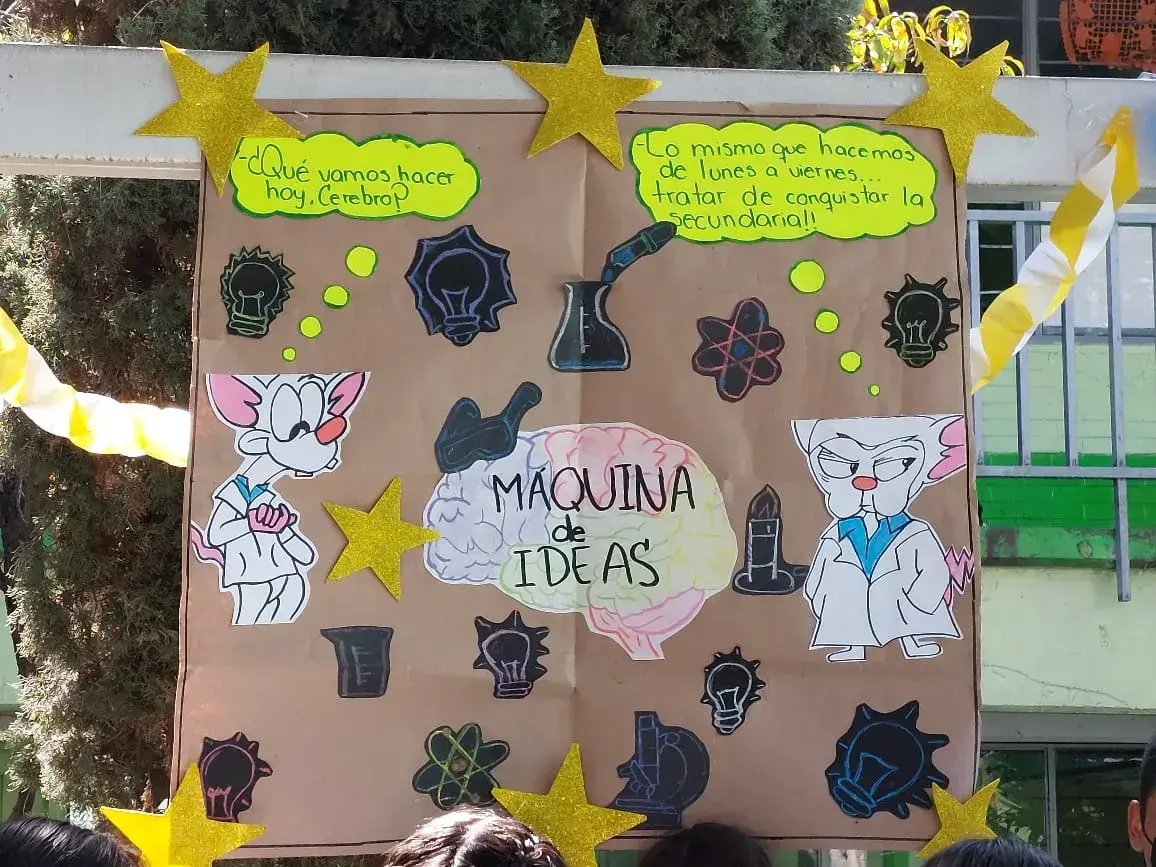 -¿Qué vamos hacer
hoy, Cerebro?
-Lo mismo que hacemos
de lunes a viernes...
tratar de conquistar la
secundaria!!
MÁQUINA
de
IDEAS